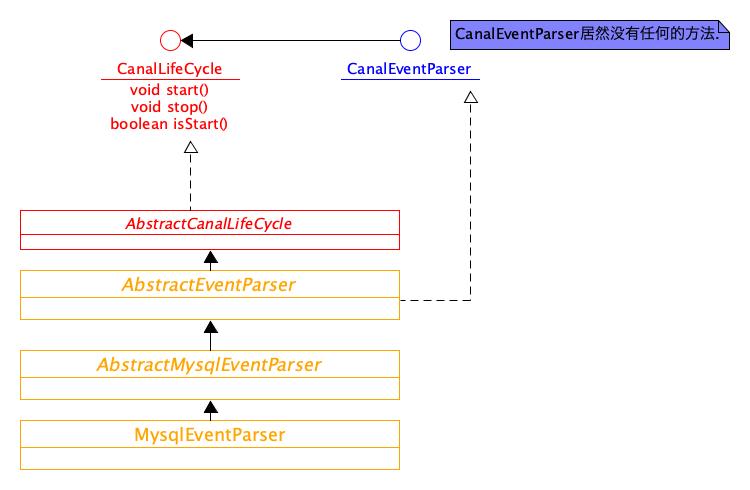 CanalEventParser居然没有任何的方法.
CanalLifeCycle
CanalEventParser
void start()
void stop()
boolean isStart()
AbstractCanalLifeCycle
AbstractEventParser
AbstractMysqlEventParser
MysqlEventParser